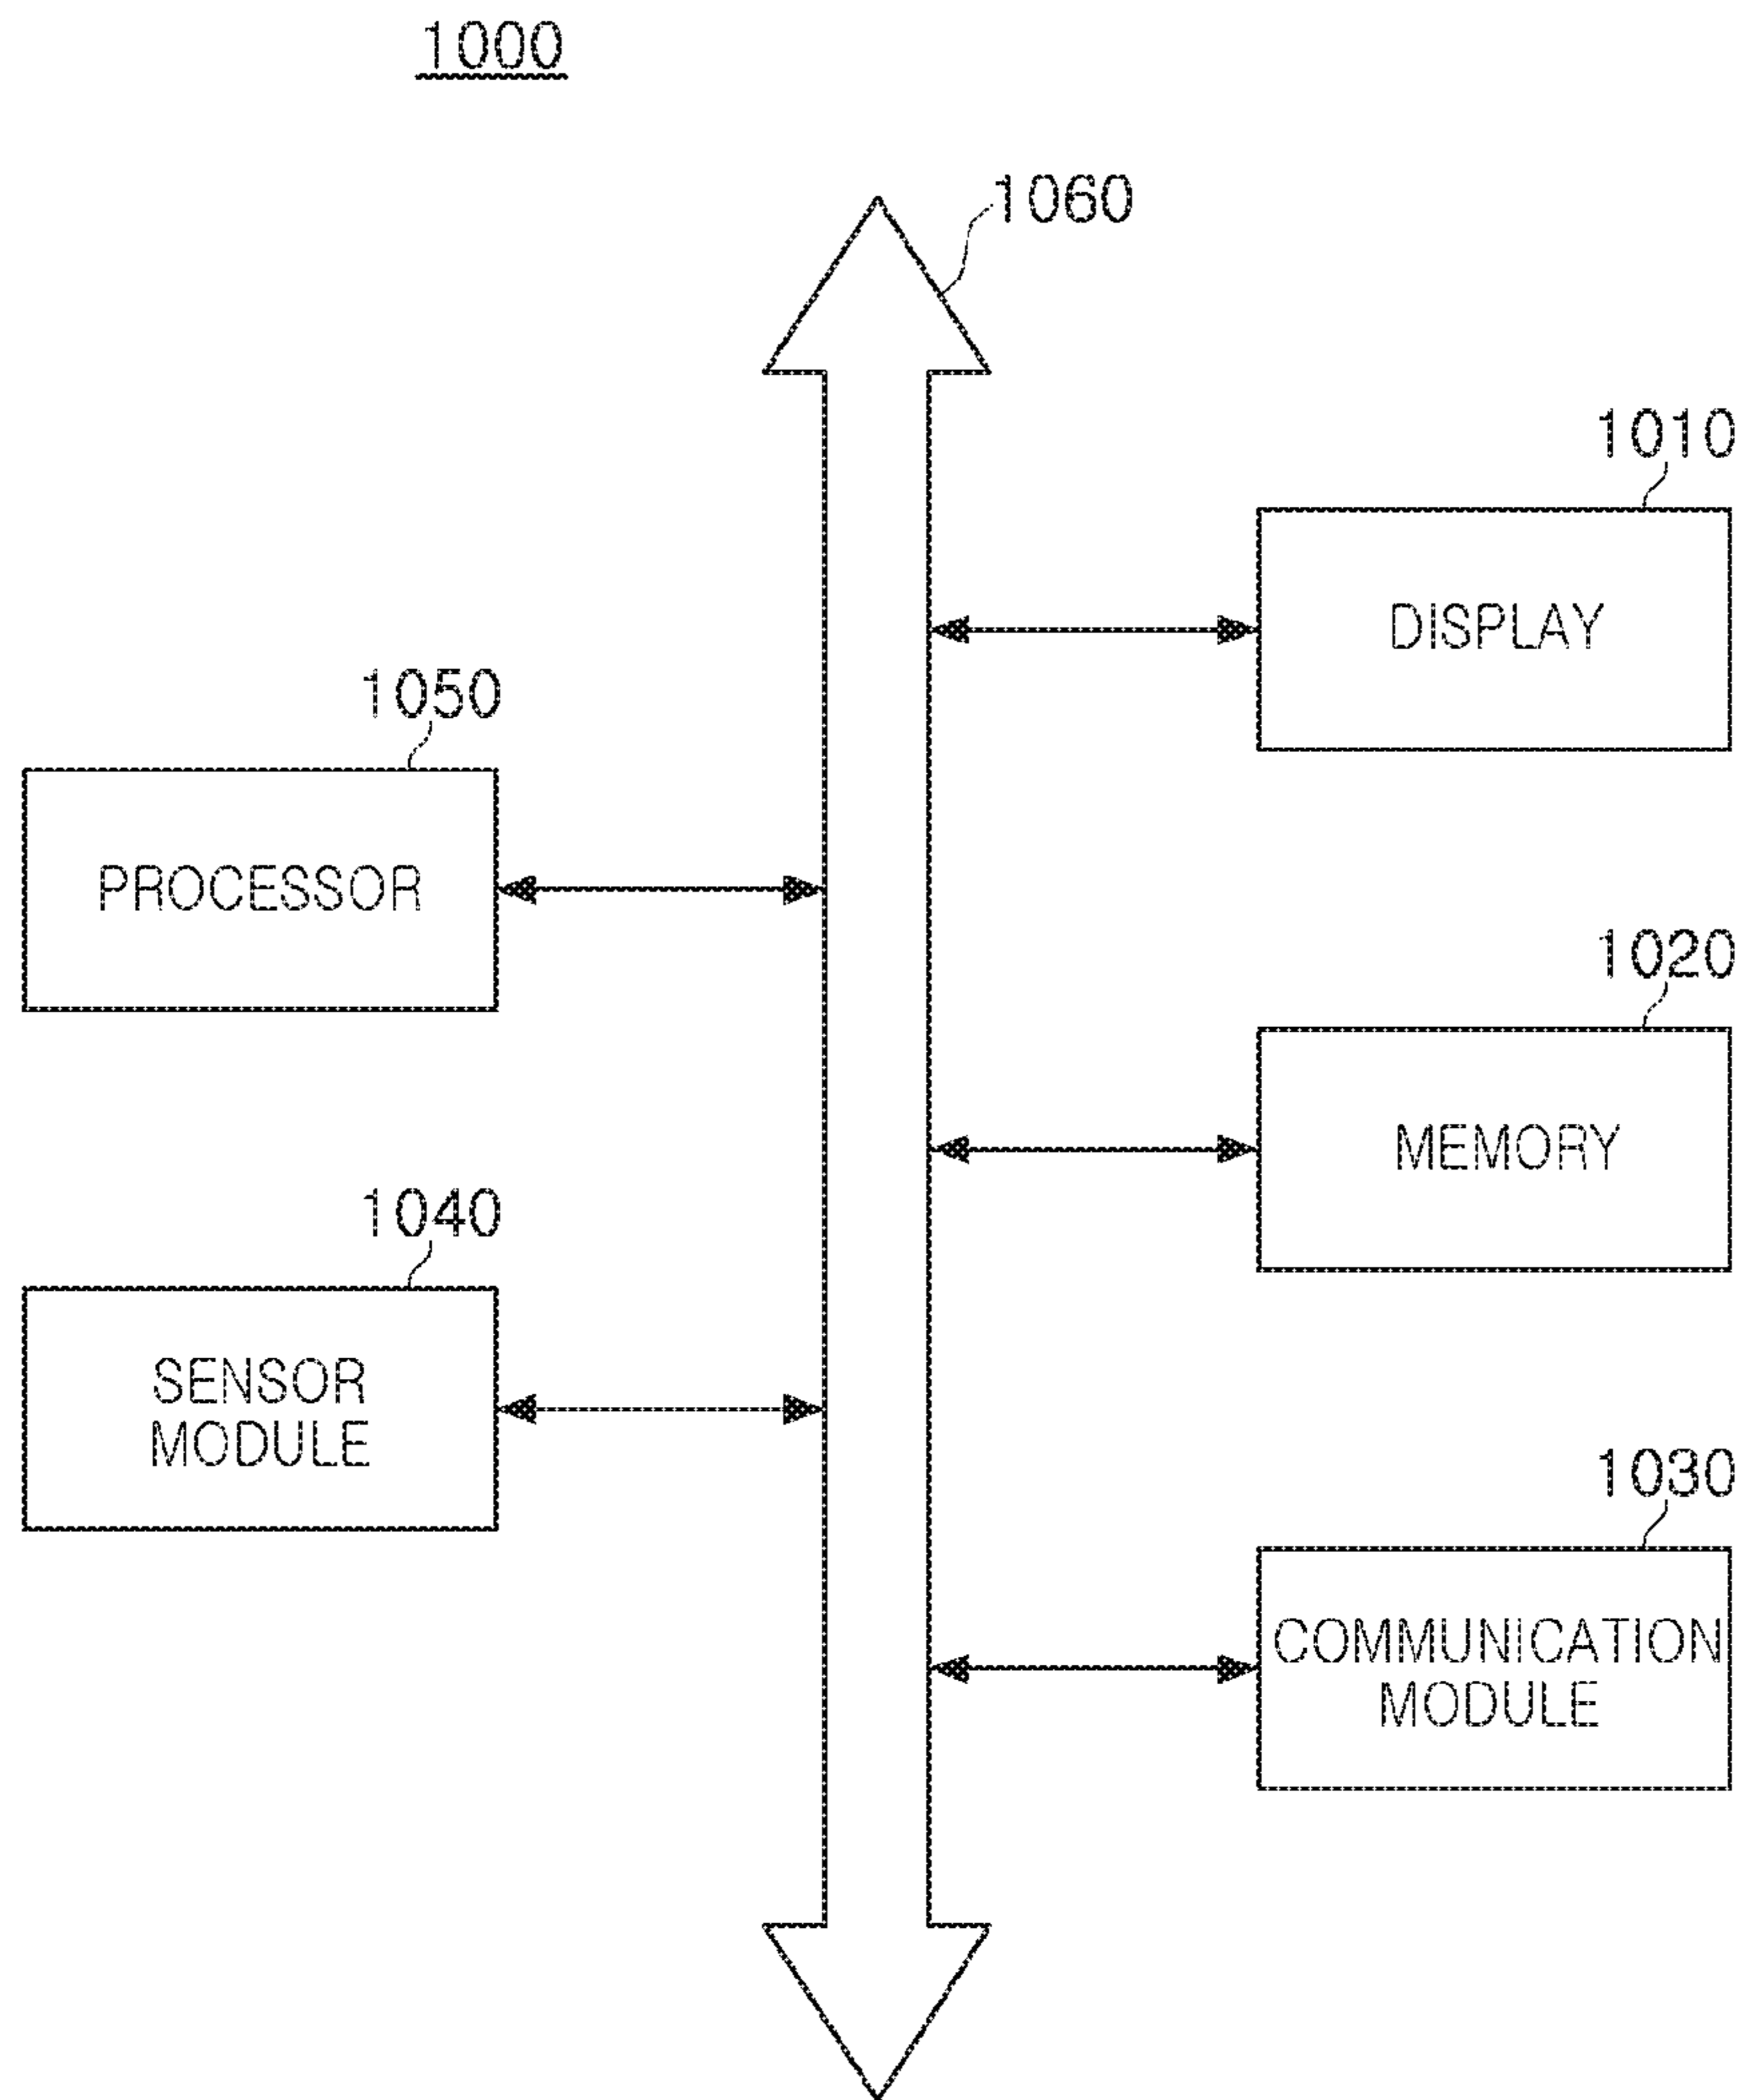 1000
1060
1010
DISPLAY
1050
PROCESSOR
1020
MEMORY
1040
SENSOR
MODULE
1030
COMMUNICATION
MODULE